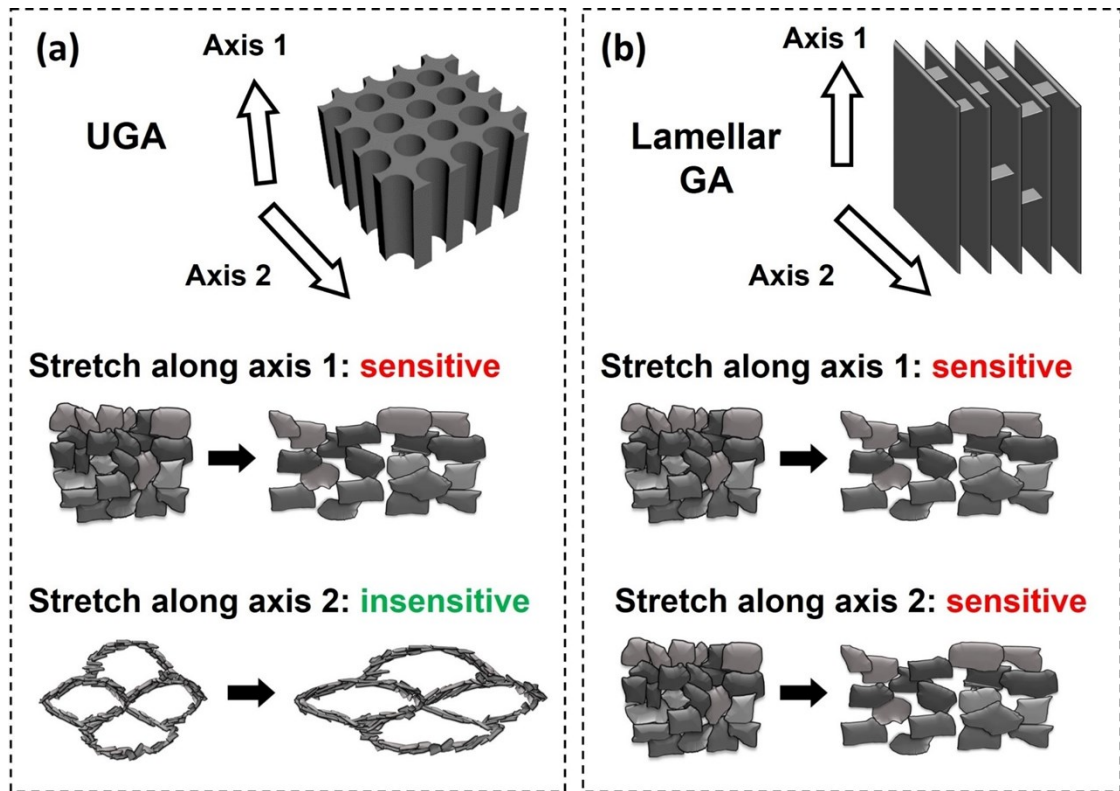 (a)
Axis 1
UGA
Axis 2
Stretch along axis 1: sensitive
Stretch along axis 2: insensitive
(b)
Axis 1
Lamellar
GA
Axis 2
Stretch along axis 1: sensitive
Stretch along axis 2: sensitive